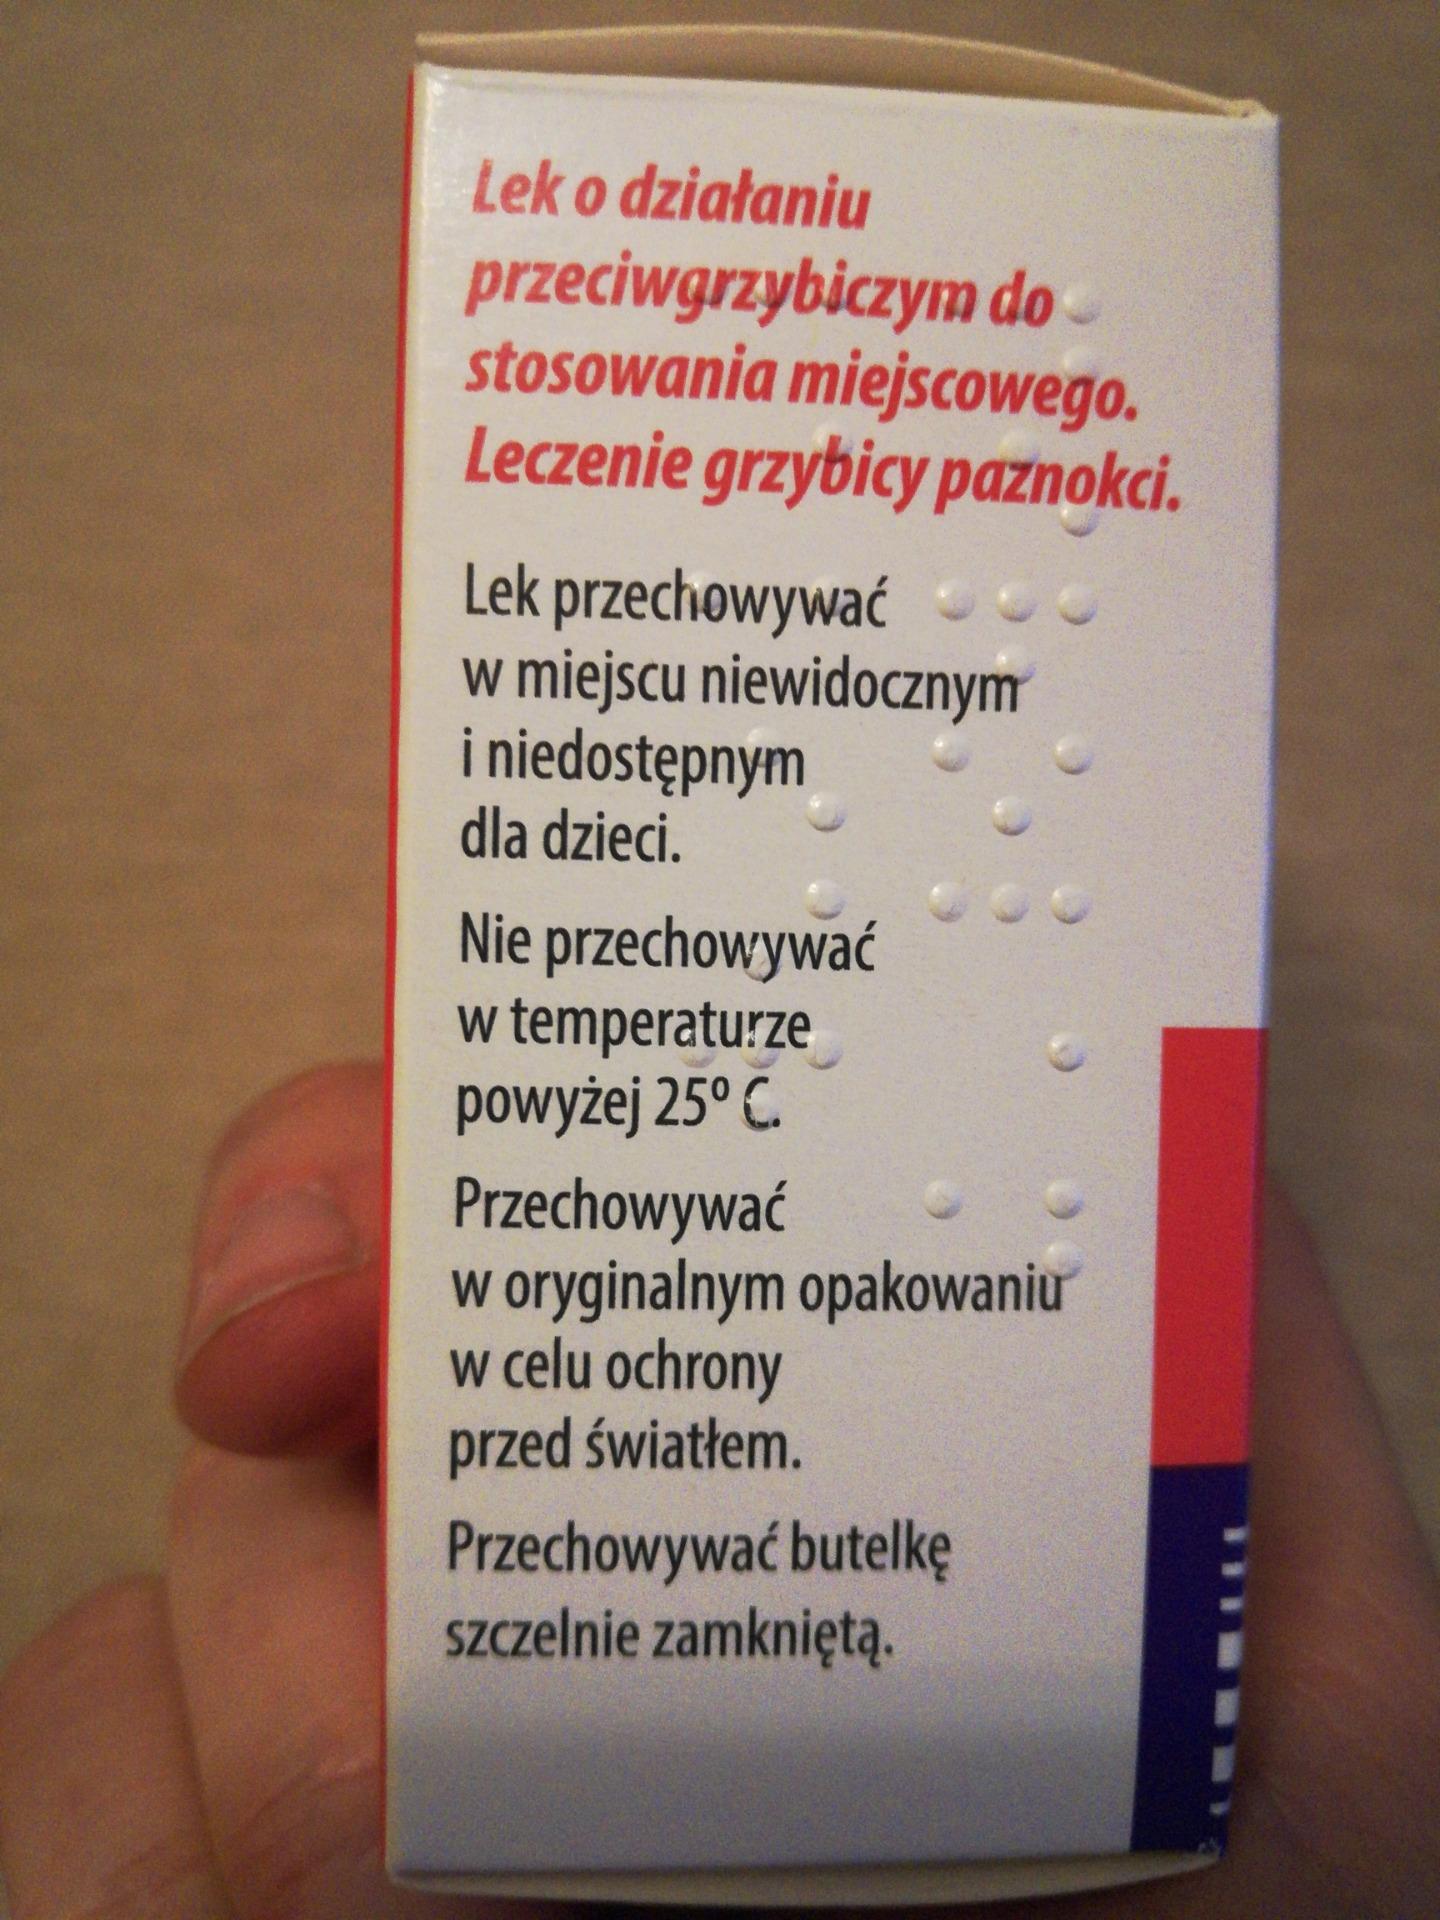 Lek o działaniu
przeciwgrzybiczym do
stosowania miejscowego.
Leczenie grzybicy paznokci.
Lek przechowywać
w miejscu niewidocznym
i niedostępnym
dla dzieci.
Nie przechowywać
w temperaturze
powyżej 25º C.
Przechowywać
w oryginalnym opakowaniu
w celu ochrony
przed światłem.
Przechowywać butelkę
szczelnie zamkniętą.